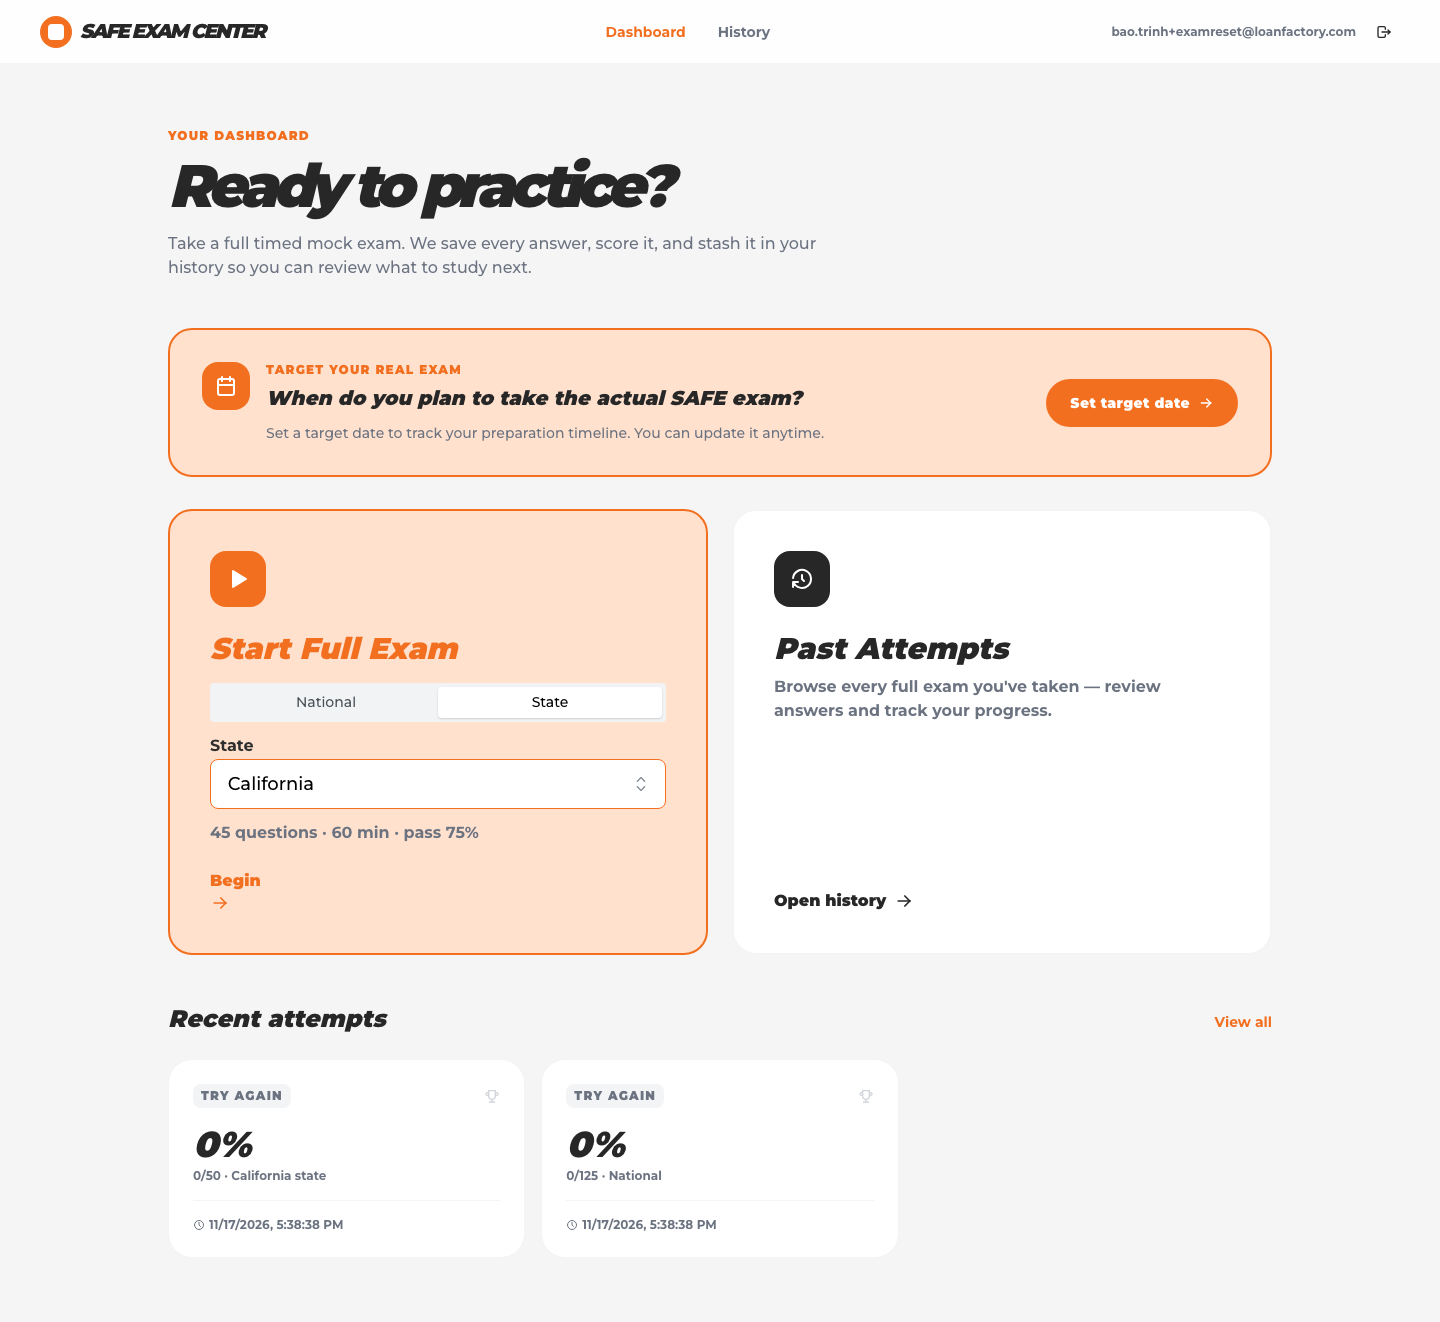 SAFE EXAM CENTER
Dashboard
History
bao.trinh+examreset@loanfactory.com
YOUR DASHBOARD
Ready to practice?
Take a full timed mock exam. We save every answer, score it, and stash it in your
history so you can review what to study next.
TARGET YOUR REAL EXAM
When do you plan to take the actual SAFE exam?
Set a target date to track your preparation timeline. You can update it anytime.
Set target date
Start Full Exam
National
State
State
California
45 questions · 60 min · pass 75%
Begin
Past Attempts
Browse every full exam you've taken — review
answers and track your progress.
Open history
Recent attempts
View all
TRY AGAIN
0%
0/50 · California state
11/17/2026, 5:38:38 PM
TRY AGAIN
0%
0/125 · National
11/17/2026, 5:38:38 PM